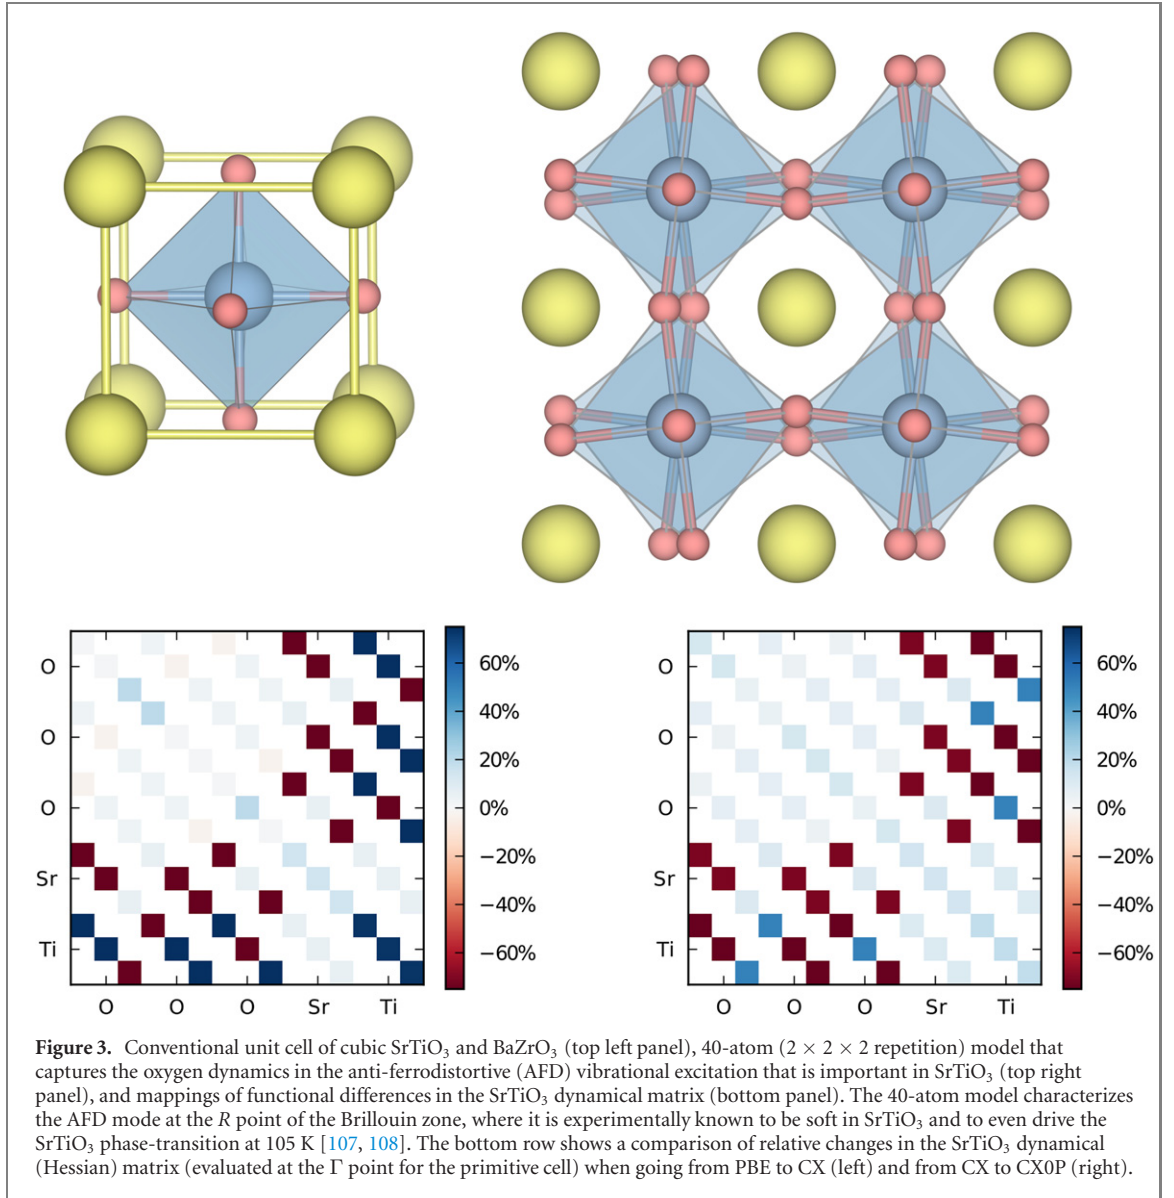 O
O
O
Sr
Ti
O
O
O
Sr
Ti
60%
40%
20%
0%
−20%
−40%
−60%
O
O
O
Sr
Ti
O
O
O
Sr
Ti
60%
40%
20%
0%
−20%
−40%
−60%
Figure 3. Conventional unit cell of cubic SrTiO₃ and BaZrO₃ (top left panel), 40-atom (2 × 2 × 2 repetition) model that
captures the oxygen dynamics in the anti-ferrodistortive (AFD) vibrational excitation that is important in SrTiO₃ (top right
panel), and mappings of functional differences in the SrTiO₃ dynamical matrix (bottom panel). The 40-atom model characterizes
the AFD mode at the R point of the Brillouin zone, where it is experimentally known to be soft in SrTiO₃ and to even drive the
SrTiO₃ phase-transition at 105 K [107, 108]. The bottom row shows a comparison of relative changes in the SrTiO₃ dynamical
(Hessian) matrix (evaluated at the Γ point for the primitive cell) when going from PBE to CX (left) and from CX to CX0P (right).